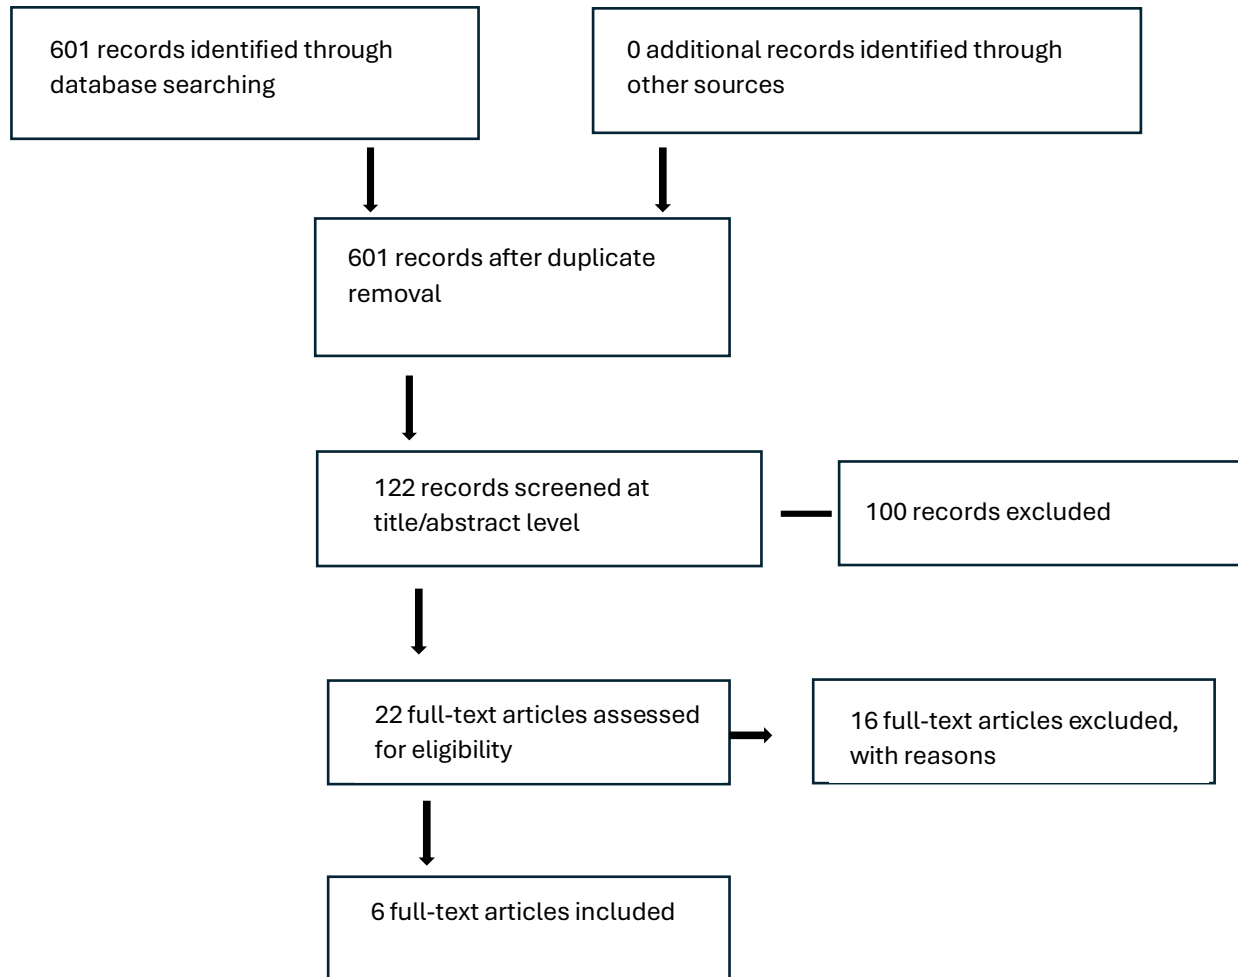 601 records identified through
database searching
0 additional records identified through
other sources
601 records after duplicate
removal
122 records screened at
title/abstract level
100 records excluded
22 full-text articles assessed
for eligibility
16 full-text articles excluded,
with reasons
6 full-text articles included